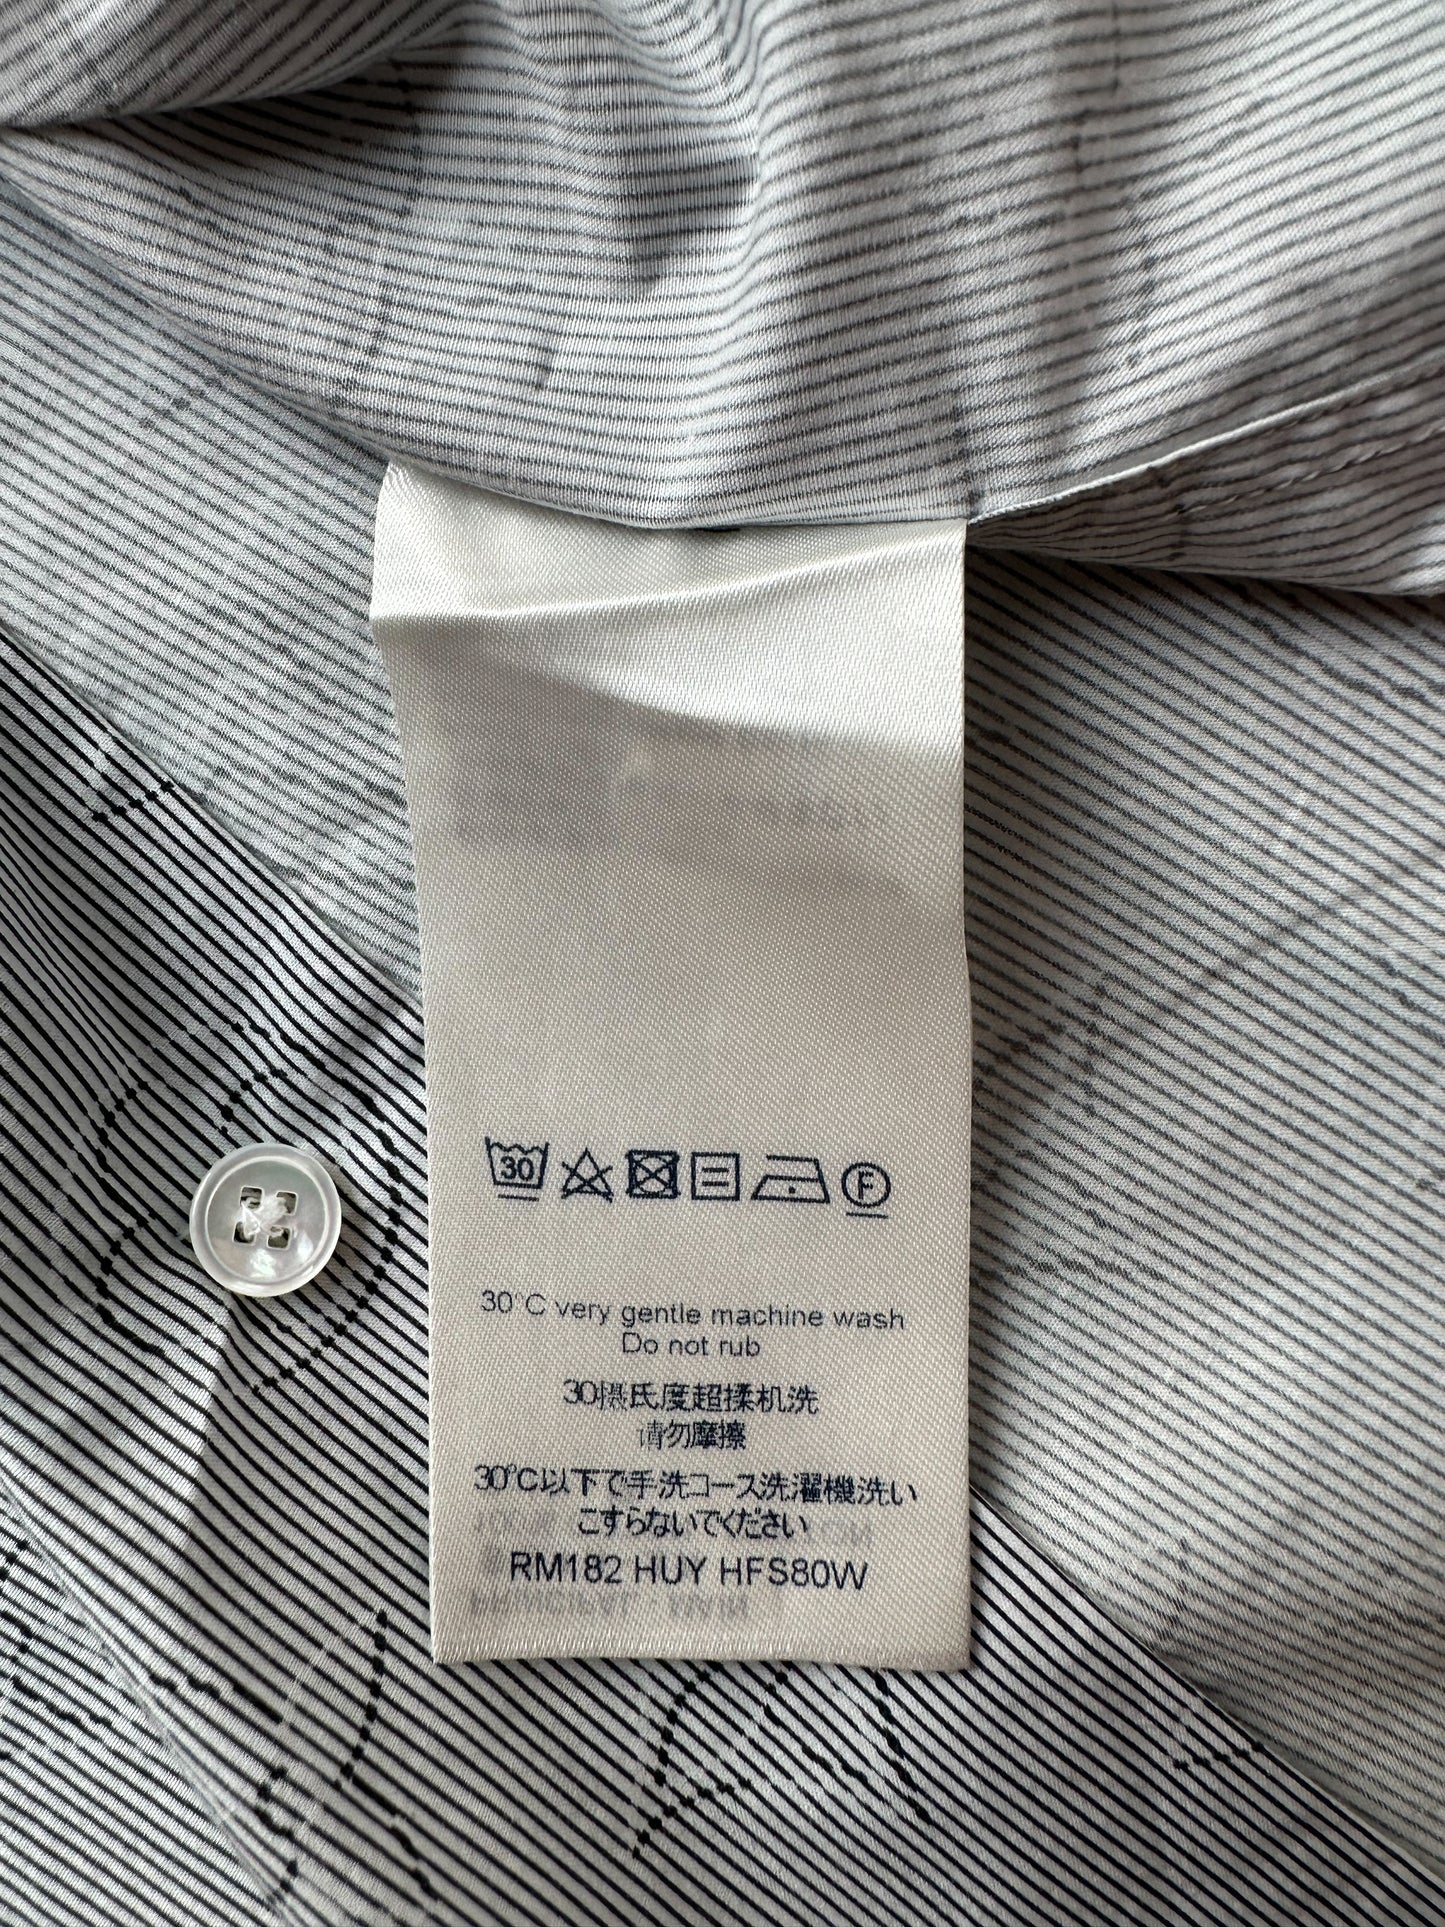 30
F
30°C very gentle machine wash
Do not rub
30摄氏度超揉机洗
请勿摩擦
30°C以下で手洗コース洗濯機洗い
こすらないでください
RM182 HUY HFS80W